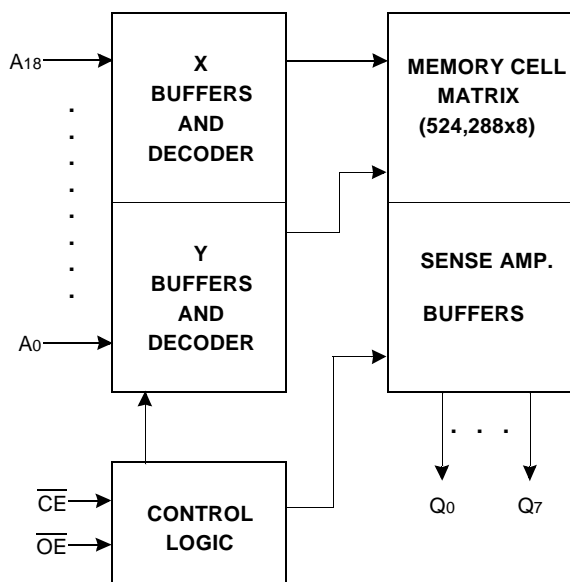 A18
X
BUFFERS
AND
DECODER
MEMORY CELL
MATRIX
(524,288x8)
Y
BUFFERS
AND
DECODER
A0
SENSE AMP.
BUFFERS
. . .
CE
OE
CONTROL
LOGIC
Q0
Q7